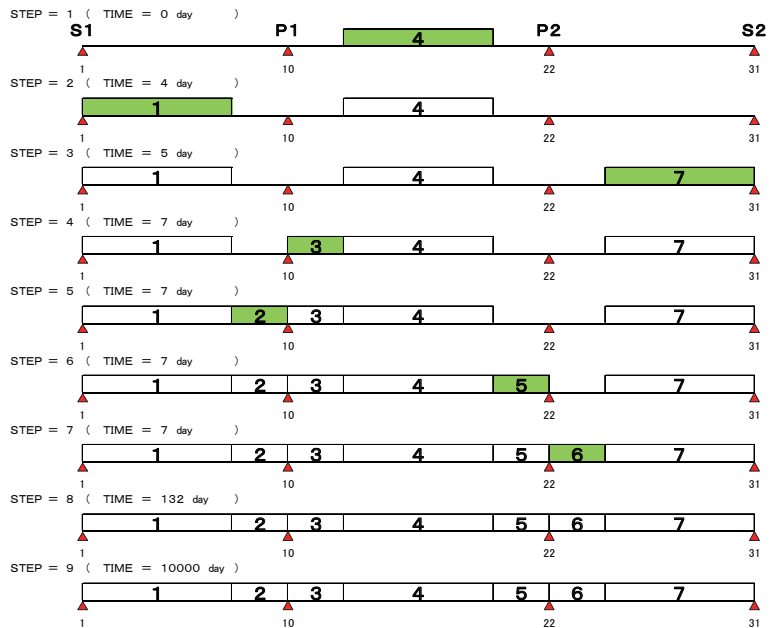 STEP = 1 ( TIME = 0 day )
S1 P1 4 P2 S2
1 10 22 31
STEP = 2 ( TIME = 4 day )
1 4
1 10 22 31
STEP = 3 ( TIME = 5 day )
1 4 7
1 10 22 31
STEP = 4 ( TIME = 7 day )
1 3 4 7
1 10 22 31
STEP = 5 ( TIME = 7 day )
1 2 3 4 7
1 10 22 31
STEP = 6 ( TIME = 7 day )
1 2 3 4 5 7
1 10 22 31
STEP = 7 ( TIME = 7 day )
1 2 3 4 5 6 7
1 10 22 31
STEP = 8 ( TIME = 132 day )
1 2 3 4 5 6 7
1 10 22 31
STEP = 9 ( TIME = 10000 day )
1 2 3 4 5 6 7
1 10 22 31